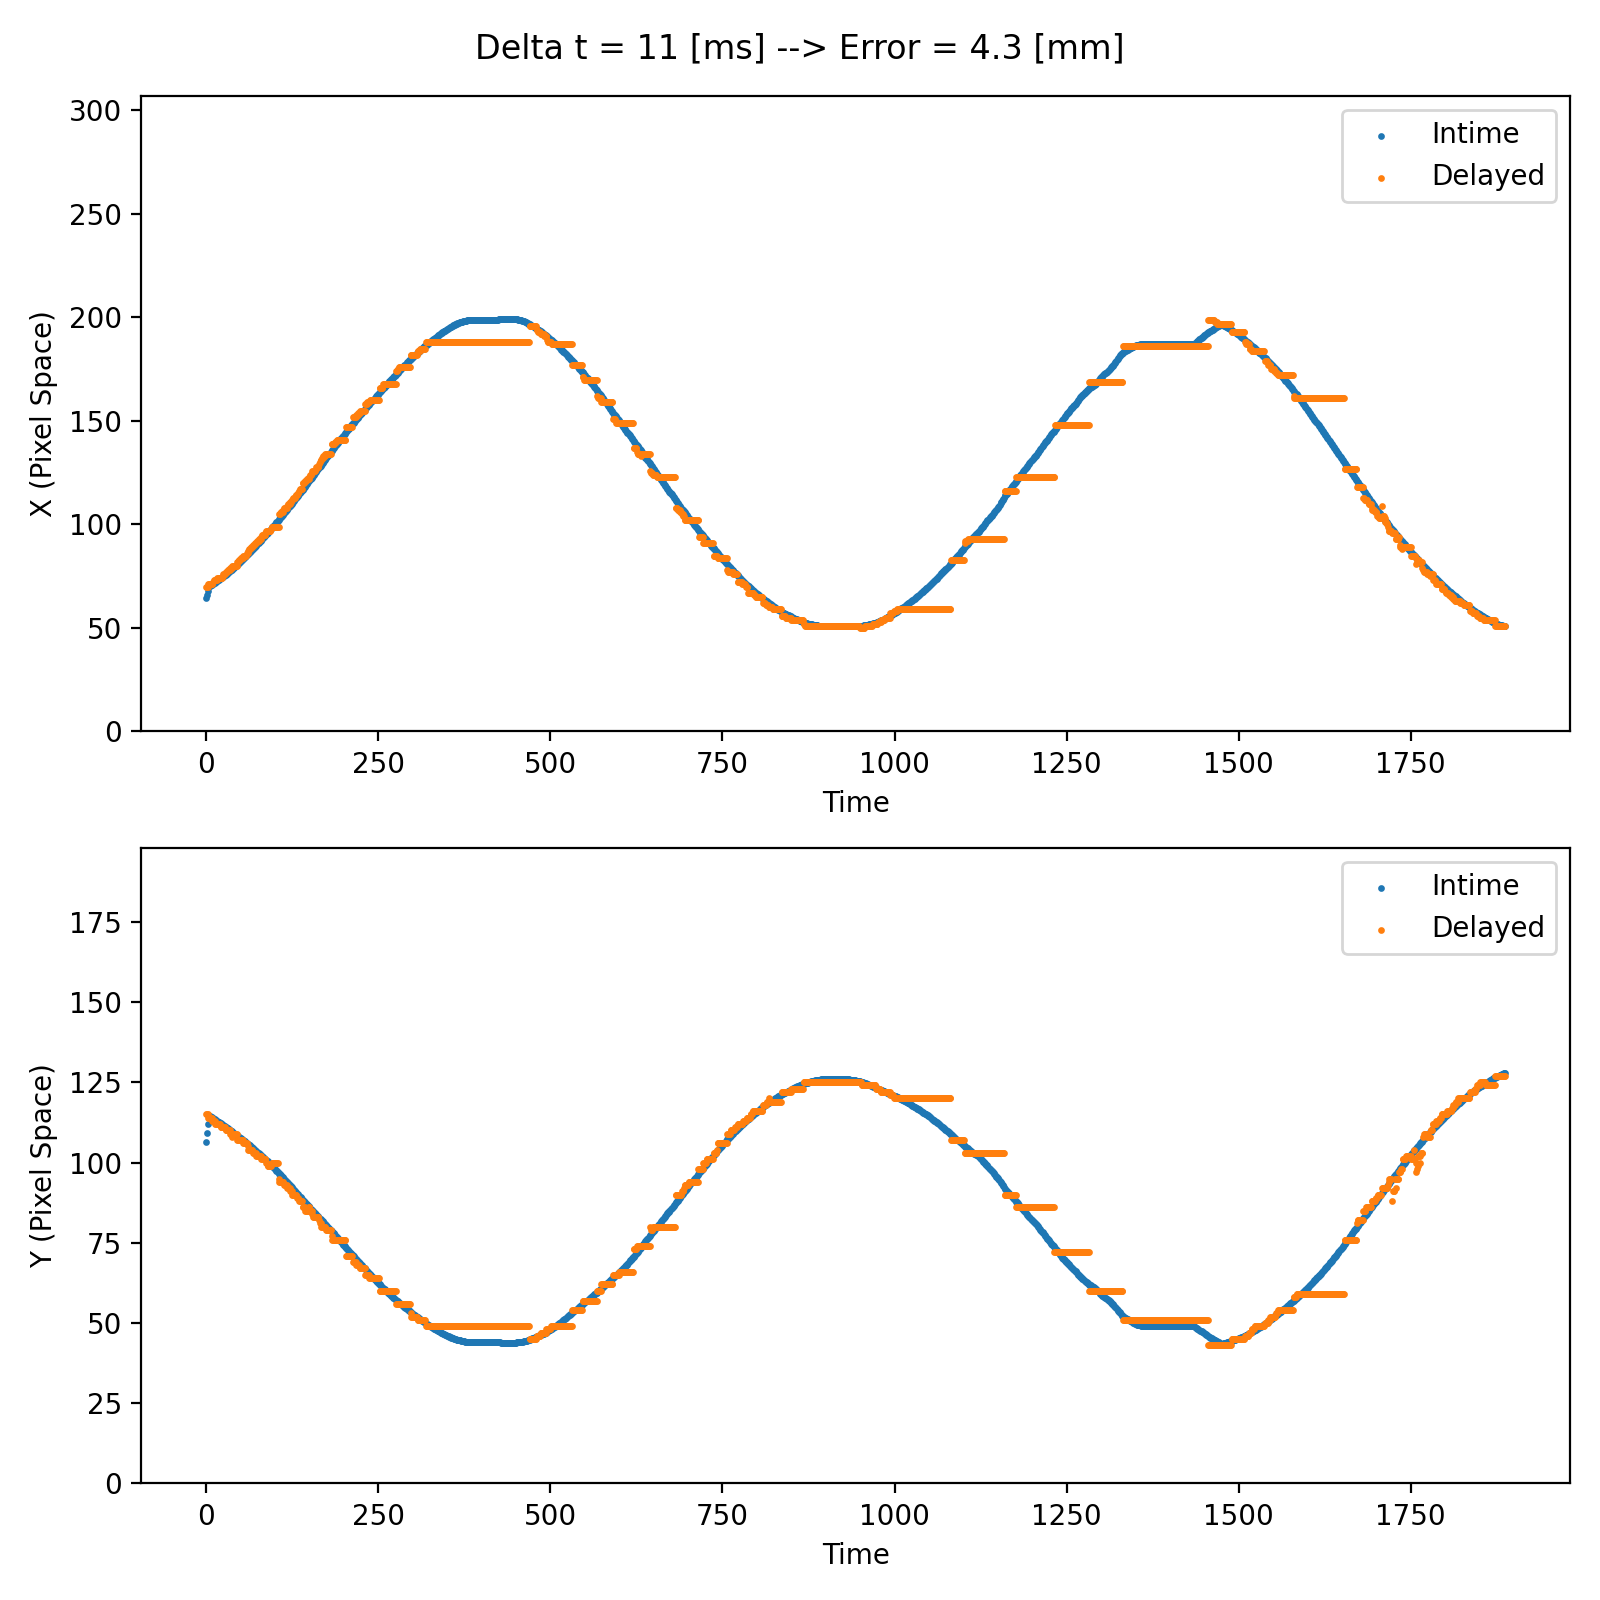 Delta t = 11 [ms] --> Error = 4.3 [mm]
300
250
200
150
100
50
0
X (Pixel Space)
Intime
Delayed
0 250 500 750 1000 1250 1500 1750
Time
175
150
125
100
75
50
25
0
Y (Pixel Space)
Intime
Delayed
0 250 500 750 1000 1250 1500 1750
Time